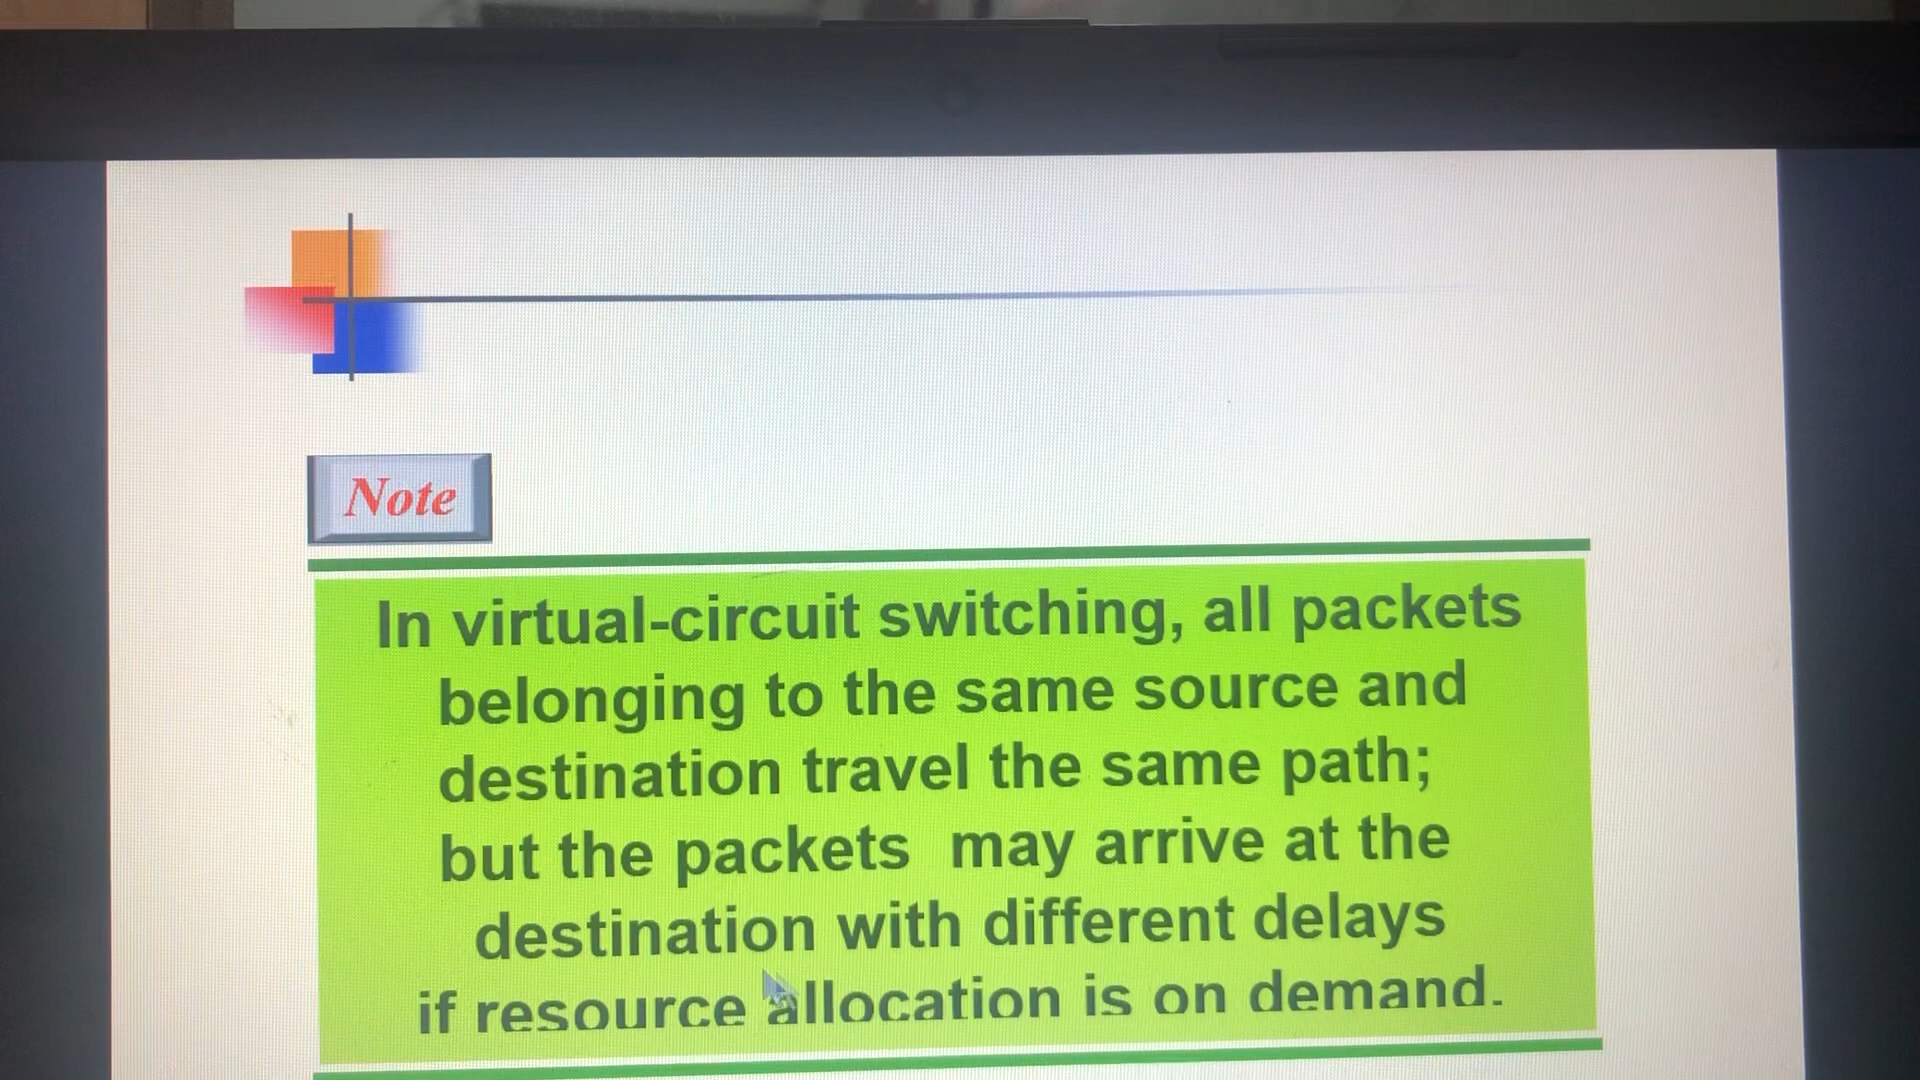 Note
In virtual-circuit switching, all packets
belonging to the same source and
destination travel the same path;
but the packets may arrive at the
destination with different delays
if resource allocation is on demand.